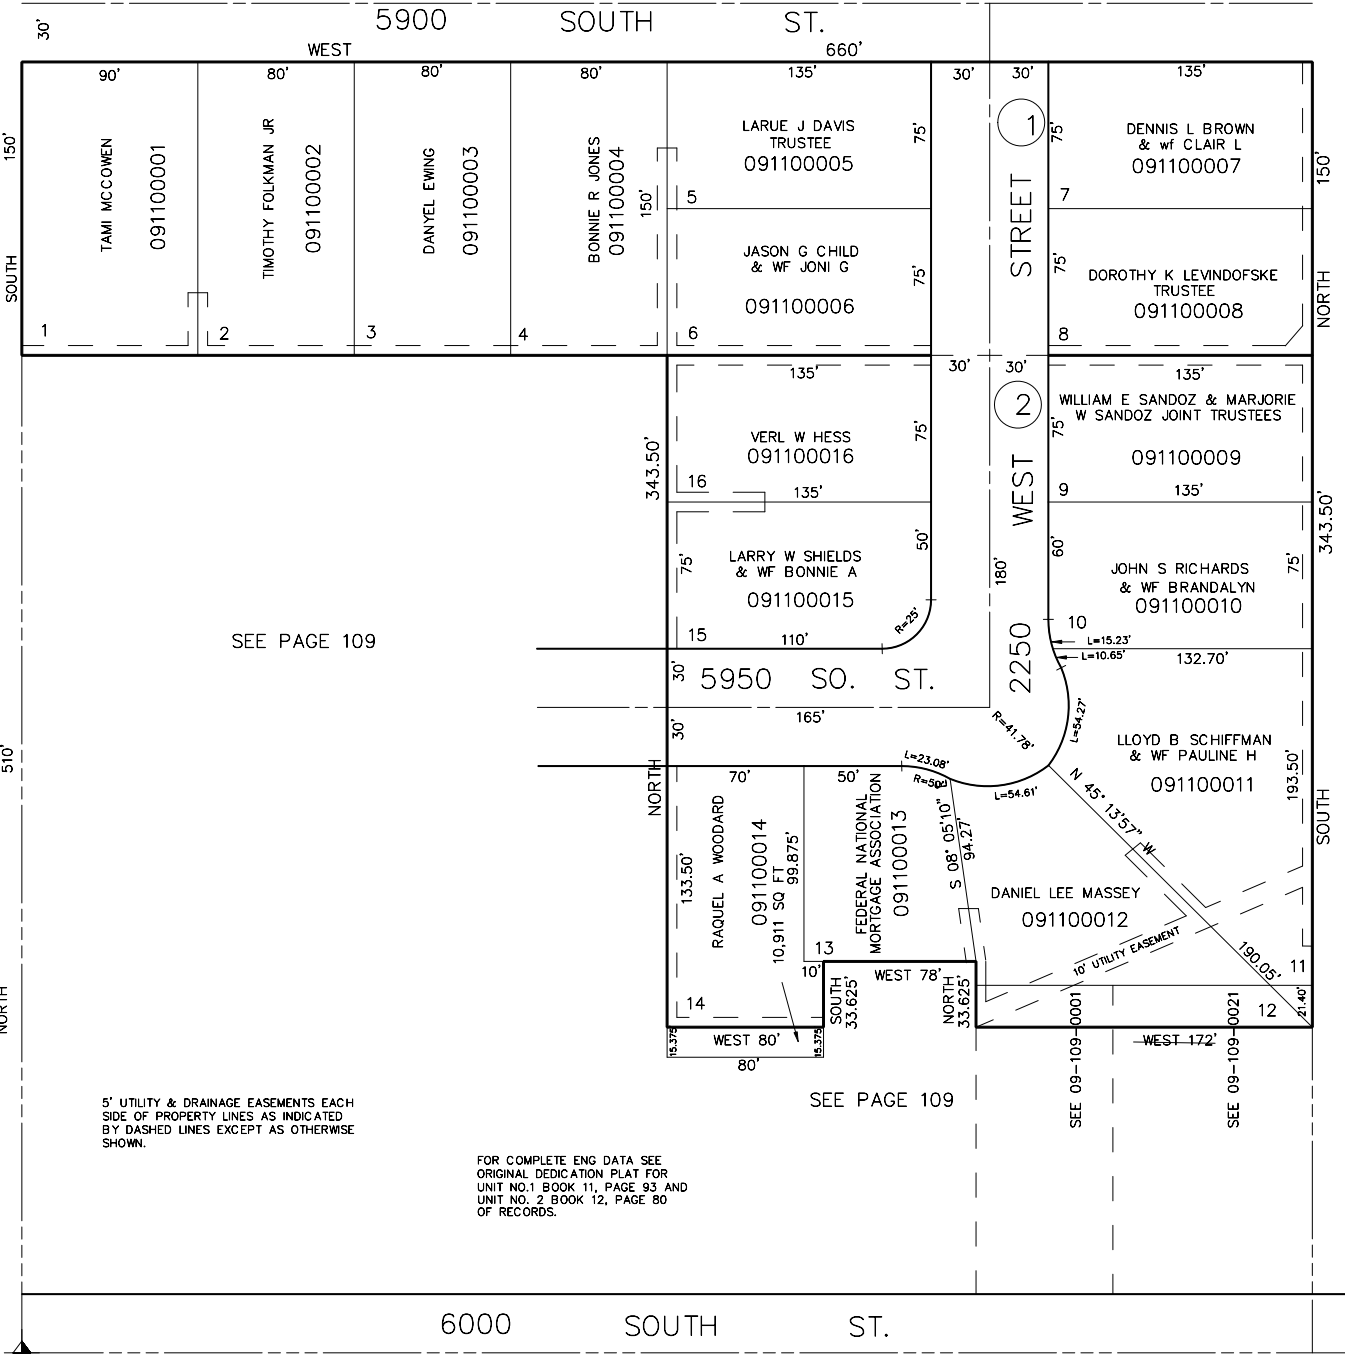 5900 SOUTH ST.
30'
WEST 660'
90' 80' 80' 80' 135' 30' 30' 135'
150'
SOUTH
TAMI MCCOWEN
091100001
1
TIMOTHY FOLKMAN JR
091100002
2
DANYEL EWING
091100003
3
BONNIE R JONES
091100004
4
150'
LARUE J DAVIS
TRUSTEE
091100005
75'
5
JASON G CHILD
& WF JONI G
091100006
75'
6
1
STREET
75'
DENNIS L BROWN
& wf CLAIR L
091100007
7
150'
75'
DOROTHY K LEVINDOFSKE
TRUSTEE
091100008
8
NORTH
135'
30' 30'
135'
2
WEST
2250
180'
VERL W HESS
091100016
75'
16
135'
343.50'
75'
LARRY W SHIELDS
& WF BONNIE A
091100015
50'
R=25'
15
110'
WILLIAM E SANDOZ & MARJORIE
W SANDOZ JOINT TRUSTEES
091100009
75'
9
135'
343.50'
60'
75'
JOHN S RICHARDS
& WF BRANDALYN
091100010
10
L=15.23'
L=10.65'
132.70'
SEE PAGE 109
30'
5950 SO. ST.
165'
30'
R=41.78'
L=54.27'
LLOYD B SCHIFFMAN
& WF PAULINE H
091100011
193.50'
SOUTH
11
510'
NORTH
NORTH
70' 50'
L=23.08'
R=50'
L=54.61'
N 45° 13'57" W
190.05'
133.50'
RAQUEL A WOODARD
091100014
10,911 SQ FT
99.875'
14
FEDERAL NATIONAL
MORTGAGE ASSOCIATION
091100013
13
10'
S 08° 05'10"
94.27'
DANIEL LEE MASSEY
091100012
10' UTILITY EASEMENT
12
21.40'
WEST 78'
SOUTH
33.625'
NORTH
33.625'
15.375
WEST 80'
15.375
80'
WEST 172'
SEE 09-109-0001
SEE 09-109-0021
SEE PAGE 109
5' UTILITY & DRAINAGE EASEMENTS EACH
SIDE OF PROPERTY LINES AS INDICATED
BY DASHED LINES EXCEPT AS OTHERWISE
SHOWN.
FOR COMPLETE ENG DATA SEE
ORIGINAL DEDICATION PLAT FOR
UNIT NO.1 BOOK 11, PAGE 93 AND
UNIT NO. 2 BOOK 12, PAGE 80
OF RECORDS.
6000 SOUTH ST.